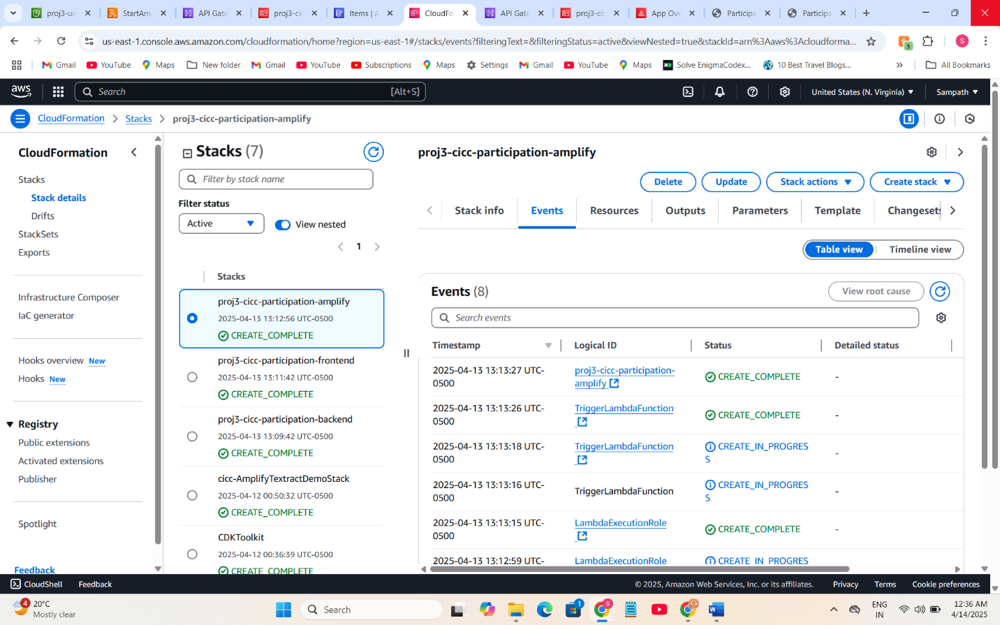 proj3-uc
StartAmp
API Gate
proj3-cic
Items | A
CloudFo
API Gate
proj3-cic
App Ove
Participa
Participa
us-east-1.console.aws.amazon.com/cloudformation/home?region=us-east-1#/stacks/events?filteringText=&filteringStatus=active&viewNested=true&stackId=arn%3Aaws%3Acloudforma...
3
S
Gmail
YouTube
Maps
New folder
Gmail
YouTube
Subscriptions
Maps
Settings
Gmail
YouTube
Maps
Solve EnigmaCodex...
10 Best Travel Blogs...
»
All Bookmarks
aws
Search
[Alt+S]
United States (N. Virginia)
Sampath
CloudFormation
Stacks
proj3-cicc-participation-amplify
CloudFormation
Stacks
Stack details
Drifts
StackSets
Exports
Infrastructure Composer
IaC generator
Hooks overview New
Hooks New
Registry
Public extensions
Activated extensions
Publisher
Spotlight
Feedback
Stacks (7)
Filter by stack name
Filter status
Active
View nested
1
Stacks
proj3-cicc-participation-amplify
2025-04-13 13:12:56 UTC-0500
CREATE_COMPLETE
proj3-cicc-participation-frontend
2025-04-13 13:11:42 UTC-0500
CREATE_COMPLETE
proj3-cicc-participation-backend
2025-04-13 13:09:42 UTC-0500
CREATE_COMPLETE
cicc-AmplifyTextractDemoStack
2025-04-12 00:50:32 UTC-0500
CREATE_COMPLETE
CDKToolkit
2025-04-12 00:36:39 UTC-0500
CREATE_COMPLETE
proj3-cicc-participation-amplify
Delete
Update
Stack actions
Create stack
Stack info
Events
Resources
Outputs
Parameters
Template
Changesets
Table view
Timeline view
Events (8)
View root cause
Search events
Timestamp
Logical ID
Status
Detailed status
2025-04-13 13:13:27 UTC-
0500
proj3-cicc-participation-
amplify
CREATE_COMPLETE
-
2025-04-13 13:13:26 UTC-
0500
TriggerLambdaFunction
CREATE_COMPLETE
-
2025-04-13 13:13:18 UTC-
0500
TriggerLambdaFunction
CREATE_IN_PROGRES
S
-
2025-04-13 13:13:16 UTC-
0500
TriggerLambdaFunction
CREATE_IN_PROGRES
S
-
2025-04-13 13:13:15 UTC-
0500
LambdaExecutionRole
CREATE_COMPLETE
-
2025-04-13 13:12:59 UTC-
LambdaExecutionRole
CREATE_IN_PROGRES
CloudShell
Feedback
© 2025, Amazon Web Services, Inc. or its affiliates.
Privacy
Terms
Cookie preferences
4
20°C
Mostly clear
Search
1
S
ENG
IN
12:36 AM
4/14/2025